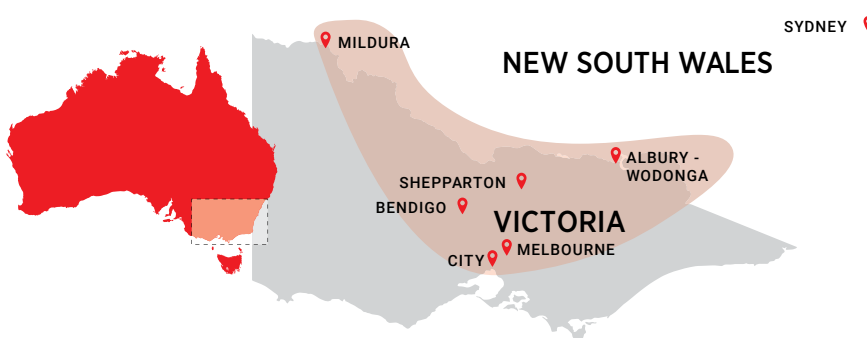 SYDNEY
MILDURA
NEW SOUTH WALES
ALBURY -
WODONGA
SHEPPARTON
BENDIGO
VICTORIA
MELBOURNE
CITY